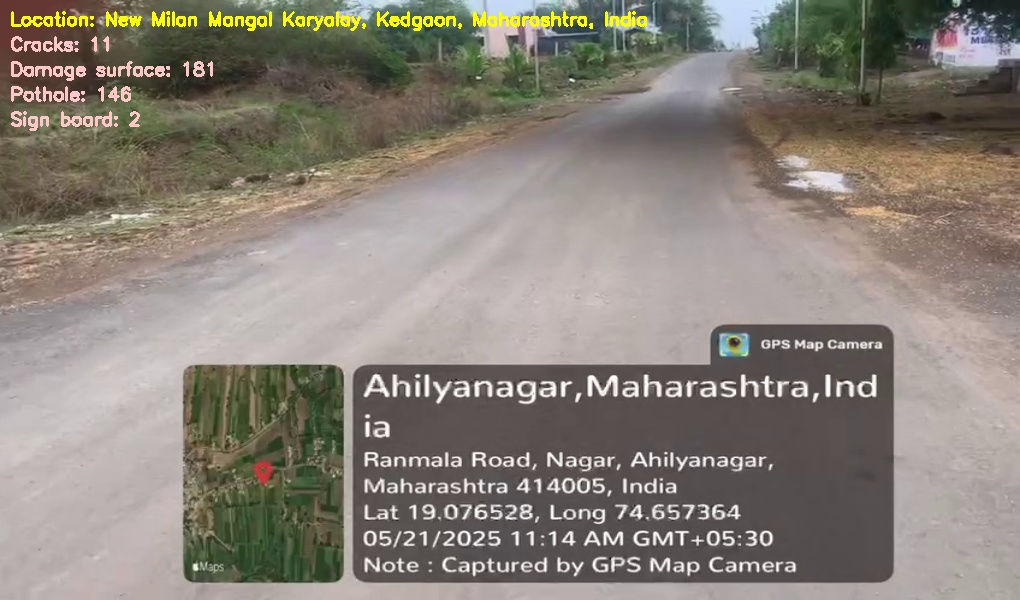 Location: New Milan Mangal Karyalay, Kedgaon, Maharashtra, India
Cracks: 11
Damage surface: 181
Pothole: 146
Sign board: 2
GPS Map Camera
Ahilyanagar,Maharashtra,Ind
ia
Ranmala Road, Nagar, Ahilyanagar,
Maharashtra 414005, India
Lat 19.076528, Long 74.657364
05/21/2025 11:14 AM GMT+05:30
Note : Captured by GPS Map Camera
Maps